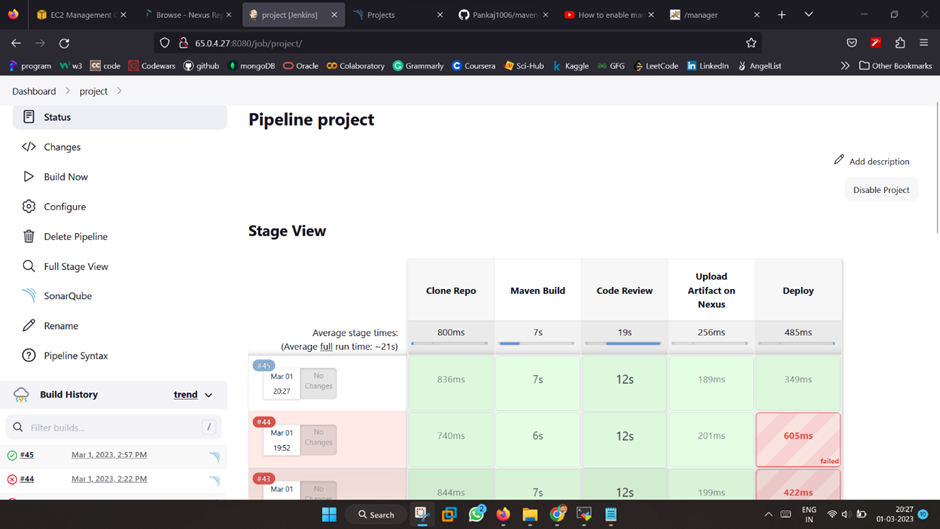 EC2 Management C
Browse - Nexus Rep
project [Jenkins]
Projects
Pankaj1006/maven-
How to enable ma
/manager
65.0.4.27:8080/job/project/
program w3 code Codewars github mongoDB Oracle Colaboratory Grammarly Coursera Sci-Hub Kaggle GFG LeetCode LinkedIn AngelList Other Bookmarks
Dashboard project
Status
Changes
Build Now
Configure
Delete Pipeline
Full Stage View
SonarQube
Rename
Pipeline Syntax
Build History trend
Filter builds... /
#45 Mar 1, 2023, 2:57 PM
#44 Mar 1, 2023, 2:22 PM
Pipeline project
Add description
Disable Project
Stage View
Clone Repo Maven Build Code Review Upload Artifact on Nexus Deploy
Average stage times: 800ms 7s 19s 256ms 485ms
(Average full run time: ~21s)
#45
Mar 01 20:27 No Changes 836ms 7s 12s 189ms 349ms
#44
Mar 01 19:52 No Changes 740ms 6s 12s 201ms 605ms failed
#43
Mar 01 No Changes 844ms 7s 12s 199ms 422ms
Search
2
ENG IN
20:27
01-03-2023
10